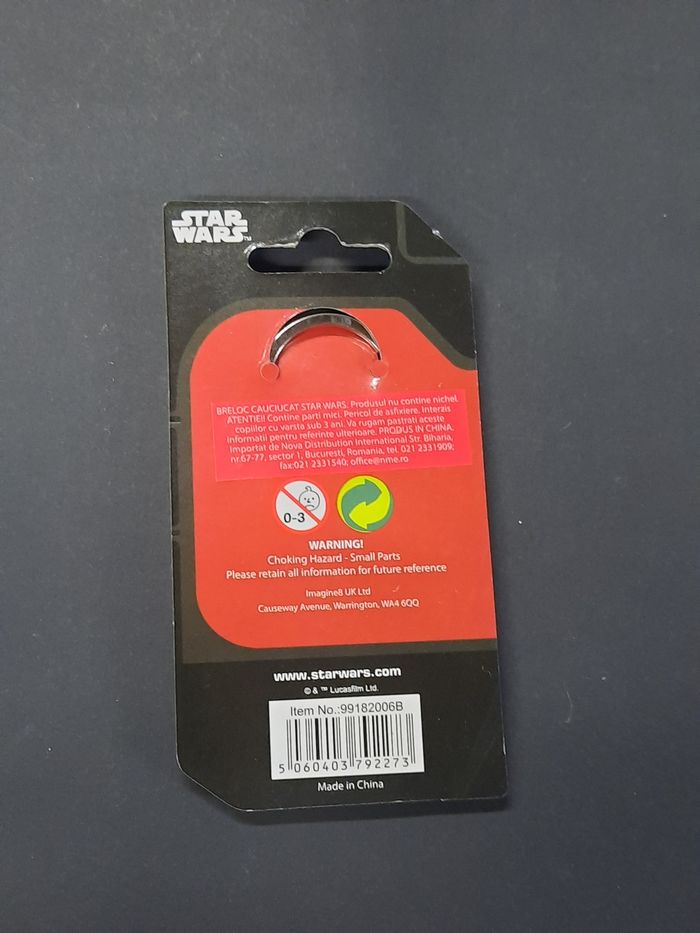 STAR
WARS™
BRELOC CAUCIUCAT STAR WARS. Produsul nu contine nichel.
ATENTIE!! Contine parti mici. Pericol de asfixiere. Interzis
copiilor cu varsta sub 3 ani. Va rugam pastrati aceste
informatii pentru referinte ulterioare. PRODUS IN CHINA.
Importat de Nova Distribution International Str. Biharia,
nr.67-77, sector 1, Bucuresti, Romania, tel. 021 2331909;
fax:021 2331540; office@nme.ro
0-3
WARNING!
Choking Hazard - Small Parts
Please retain all information for future reference
Imagine8 UK Ltd
Causeway Avenue, Warrington, WA4 6QQ
www.starwars.com
© & ™ Lucasfilm Ltd.
Item No.:99182006B
5 060403 792273
Made in China